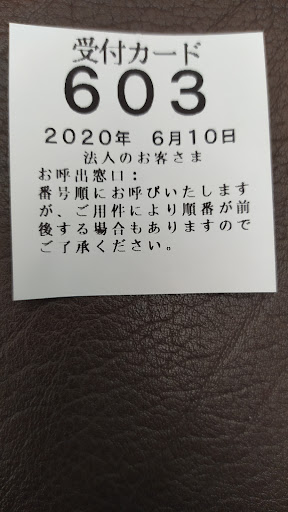 受付カード
603
2020年 6月10日
法人のお客さま
お呼出窓口：
番号順にお呼びいたします
が、ご用件により順番が前
後する場合もありますので
ご了承ください。